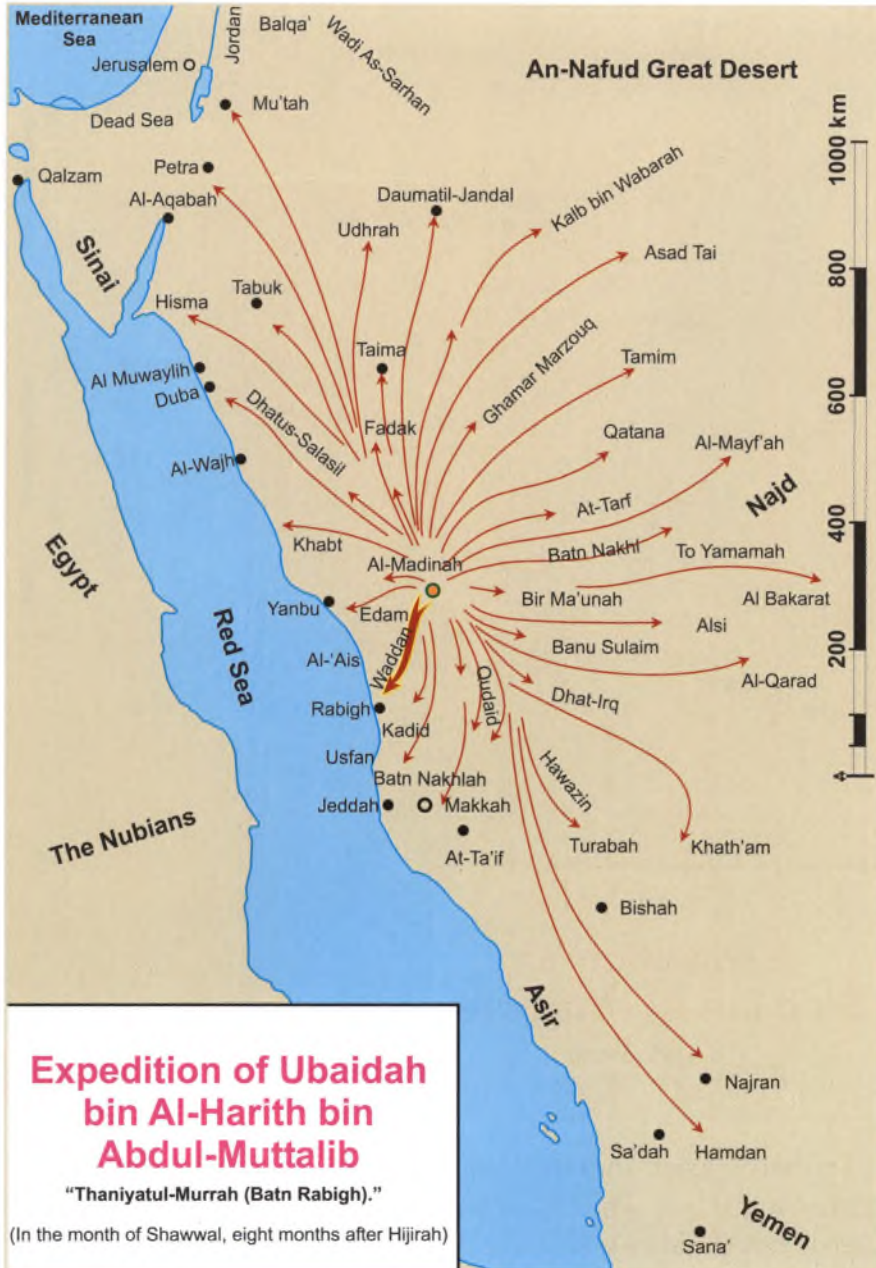 Mediterranean
Sea
Jerusalem
Jordan
Balqa'
Wadi As-Sarhan
An-Nafud Great Desert
Dead Sea
Mu'tah
Petra
Qalzam
Al-Aqabah
Sinai
Daumatil-Jandal
Udhrah
Kalb bin Wabarah
Asad Tai
Hisma
Tabuk
Taima
Ghamar Marzouq
Tamim
Al Muwaylih
Duba
Dhatus-Salasil
Fadak
Qatana
Al-Mayf'ah
Al-Wajh
At-Tarf
Najd
Khabt
Al-Madinah
Batn Nakhl
To Yamamah
Egypt
Yanbu
Edam
Bir Ma'unah
Al Bakarat
Red Sea
Al-'Ais
Waddan
Banu Sulaim
Alsi
Al-Qarad
Rabigh
Kadid
Qudaid
Dhat-Irq
Usfan
Batn Nakhlah
Hawazin
Jeddah
Makkah
The Nubians
At-Ta'if
Turabah
Khath'am
Bishah
Asir
Najran
Sa'dah
Hamdan
Yemen
Sana'
1000 km
800
600
400
200
Expedition of Ubaidah
bin Al-Harith bin
Abdul-Muttalib
"Thaniyatul-Murrah (Batn Rabigh)."
(In the month of Shawwal, eight months after Hijirah)